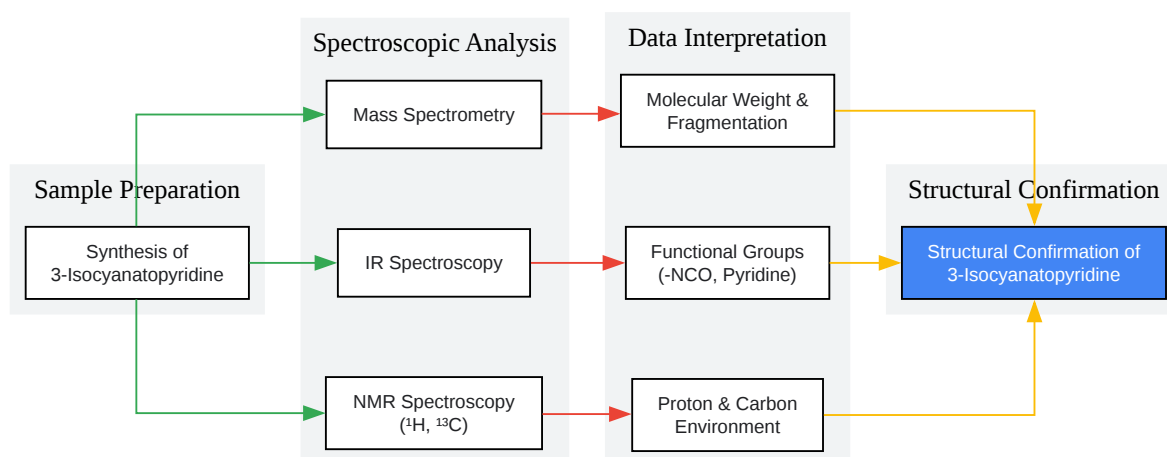 Spectroscopic Analysis
Data Interpretation
Mass Spectrometry
Molecular Weight &
Fragmentation
Sample Preparation
Structural Confirmation
Synthesis of
3-Isocyanatopyridine
IR Spectroscopy
Functional Groups
(-NCO, Pyridine)
Structural Confirmation of
3-Isocyanatopyridine
NMR Spectroscopy
(¹H, ¹³C)
Proton & Carbon
Environment